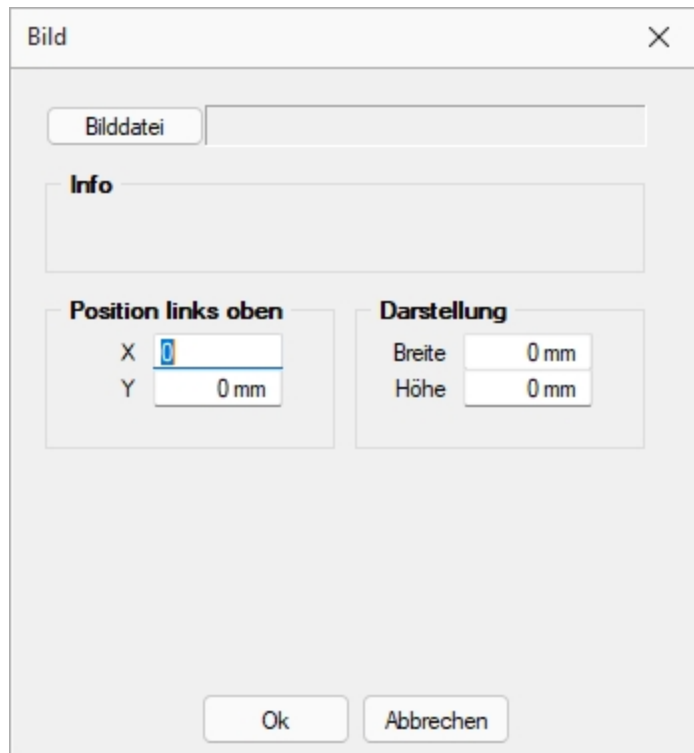 Bild
Bilddatei
Info
Position links oben
X 0
Y 0 mm
Darstellung
Breite 0 mm
Höhe 0 mm
Ok Abbrechen